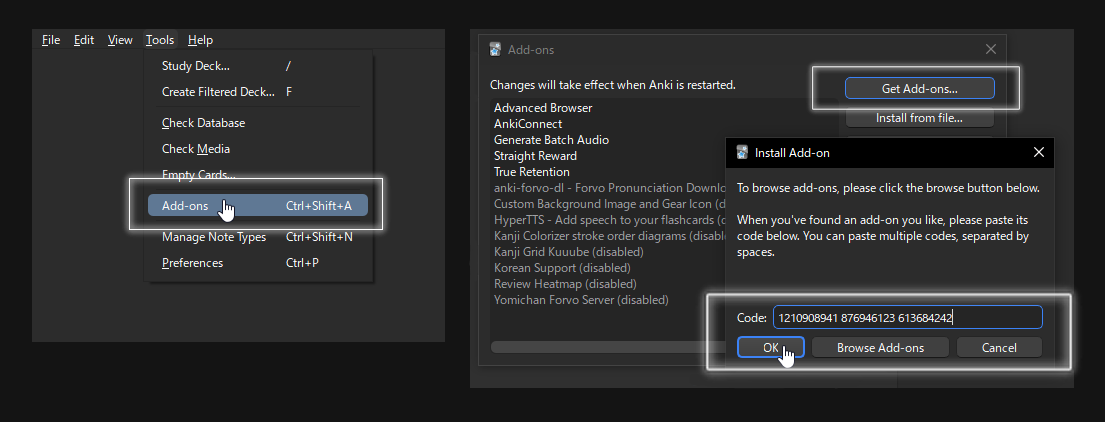 File Edit View Tools Help
Study Deck... /
Create Filtered Deck... F
Check Database
Check Media
Empty Cards...
Add-ons Ctrl+Shift+A
Manage Note Types Ctrl+Shift+N
Preferences Ctrl+P
Add-ons
Changes will take effect when Anki is restarted.
Get Add-ons...
Install from file...
Advanced Browser
AnkiConnect
Generate Batch Audio
Straight Reward
True Retention
anki-forvo-dl - Forvo Pronunciation Downlo
Custom Background Image and Gear Icon (d
HyperTTS - Add speech to your flashcards (d
Kanji Colorizer stroke order diagrams (disabl
Kanji Grid Kuuube (disabled)
Korean Support (disabled)
Review Heatmap (disabled)
Yomichan Forvo Server (disabled)
Install Add-on
To browse add-ons, please click the browse button below.
When you've found an add-on you like, please paste its
code below. You can paste multiple codes, separated by
spaces.
Code: 1210908941 876946123 613684242
OK Browse Add-ons Cancel